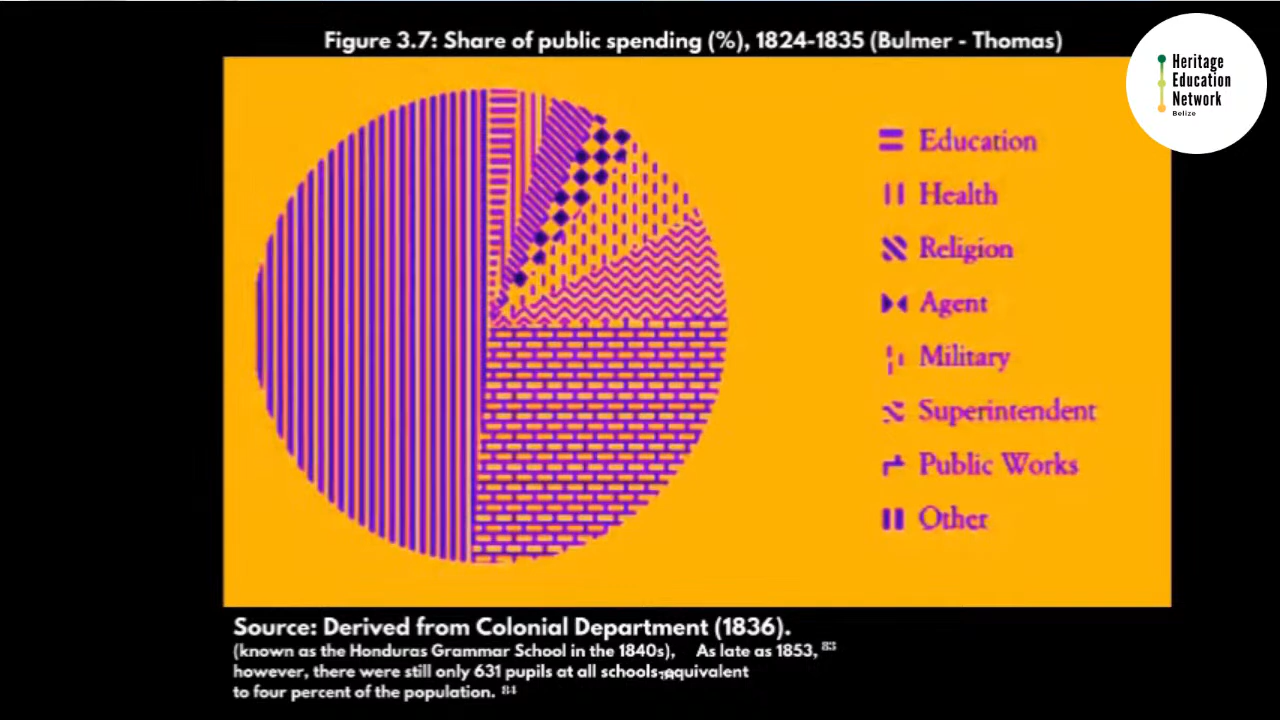 Figure 3.7: Share of public spending (%), 1824-1835 (Bulmer - Thomas)
Heritage
Education
Network
Belize
Education
Health
Religion
Agent
Military
Superintendent
Public Works
Other
Source: Derived from Colonial Department (1836).
(known as the Honduras Grammar School in the 1840s), As late as 1853, 83
however, there were still only 631 pupils at all schools, equivalent
to four percent of the population. 84